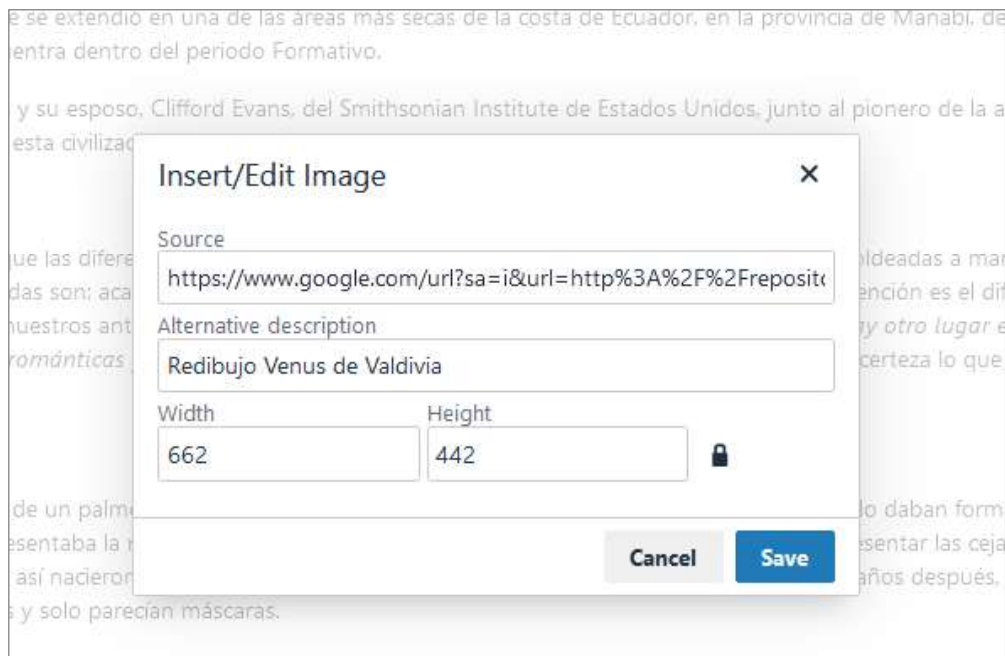 e se extendió en una de las áreas más secas de la costa de Ecuador, en la provincia de Manabí, de
entra dentro del periodo Formativo.
y su esposo, Clifford Evans, del Smithsonian Institute de Estados Unidos, junto al pionero de la a
esta civilizac
Insert/Edit Image
Source
ue las difere
oldeadas a mar
https://www.google.com/url?sa=i&url=http%3A%2F%2Freposito
das son: aca
ención es el dif
nuestros ant
Alternative description
ay otro lugar e
románticas
Redibujo Venus de Valdivia
certeza lo que
Width Height
662 442
de un palm
lo daban form
esentaba la
esentar las ceja
Cancel Save
así nacieron
años después,
s y solo parecían máscaras.